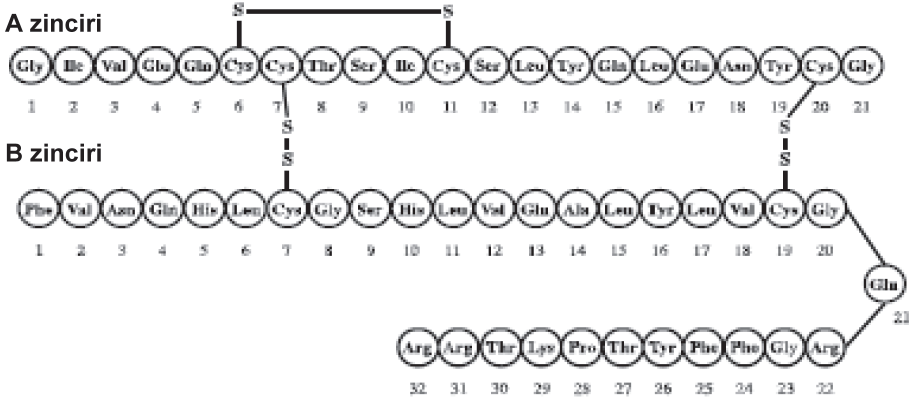 S S
A zinciri
Gly Ile Val Glu Gln Cys Cys Thr Ser Ile Cys Ser Leu Tyr Gln Leu Glu Asn Tyr Cys Gly
1 2 3 4 5 6 7 8 9 10 11 12 13 14 15 16 17 18 19 20 21
S S
B zinciri
S S
Phe Val Asn Gln His Leu Cys Gly Ser His Leu Val Glu Ala Leu Tyr Leu Val Cys Gly
1 2 3 4 5 6 7 8 9 10 11 12 13 14 15 16 17 18 19 20
Glu
21
Arg Arg Thr Lys Pro Thr Tyr Phe Phe Gly Arg
32 31 30 29 28 27 26 25 24 23 22